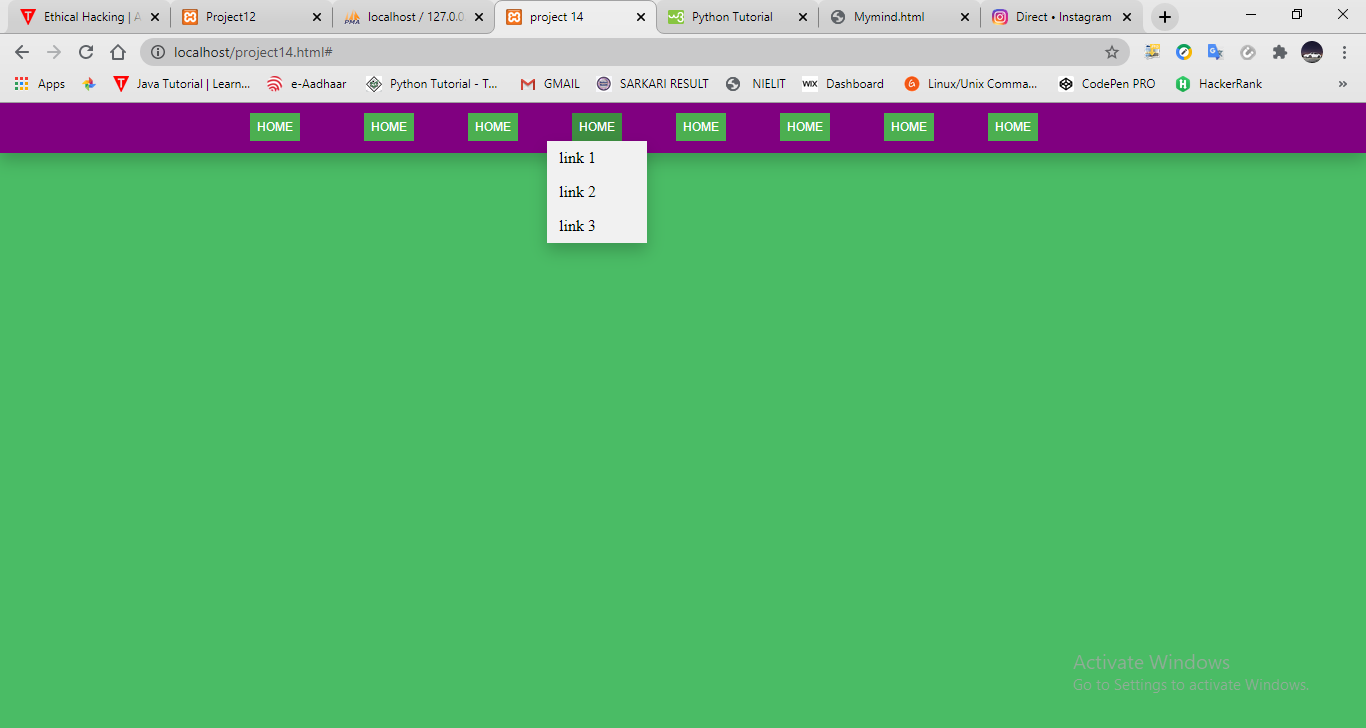 Ethical Hacking | A
Project12
localhost / 127.0.0
project 14
Python Tutorial
Mymind.html
Direct • Instagram
localhost/project14.html#
Apps
Java Tutorial | Learn...
e-Aadhaar
Python Tutorial - T...
GMAIL
SARKARI RESULT
NIELIT
WIX Dashboard
Linux/Unix Comma...
CodePen PRO
HackerRank
»
HOME HOME HOME HOME HOME HOME HOME HOME
link 1
link 2
link 3
Activate Windows
Go to Settings to activate Windows.